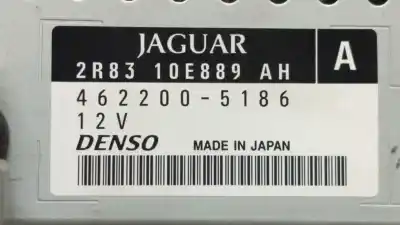 JAGUAR
A
2R83 10E889 AH
462200-5186
12V
DENSO MADE IN JAPAN